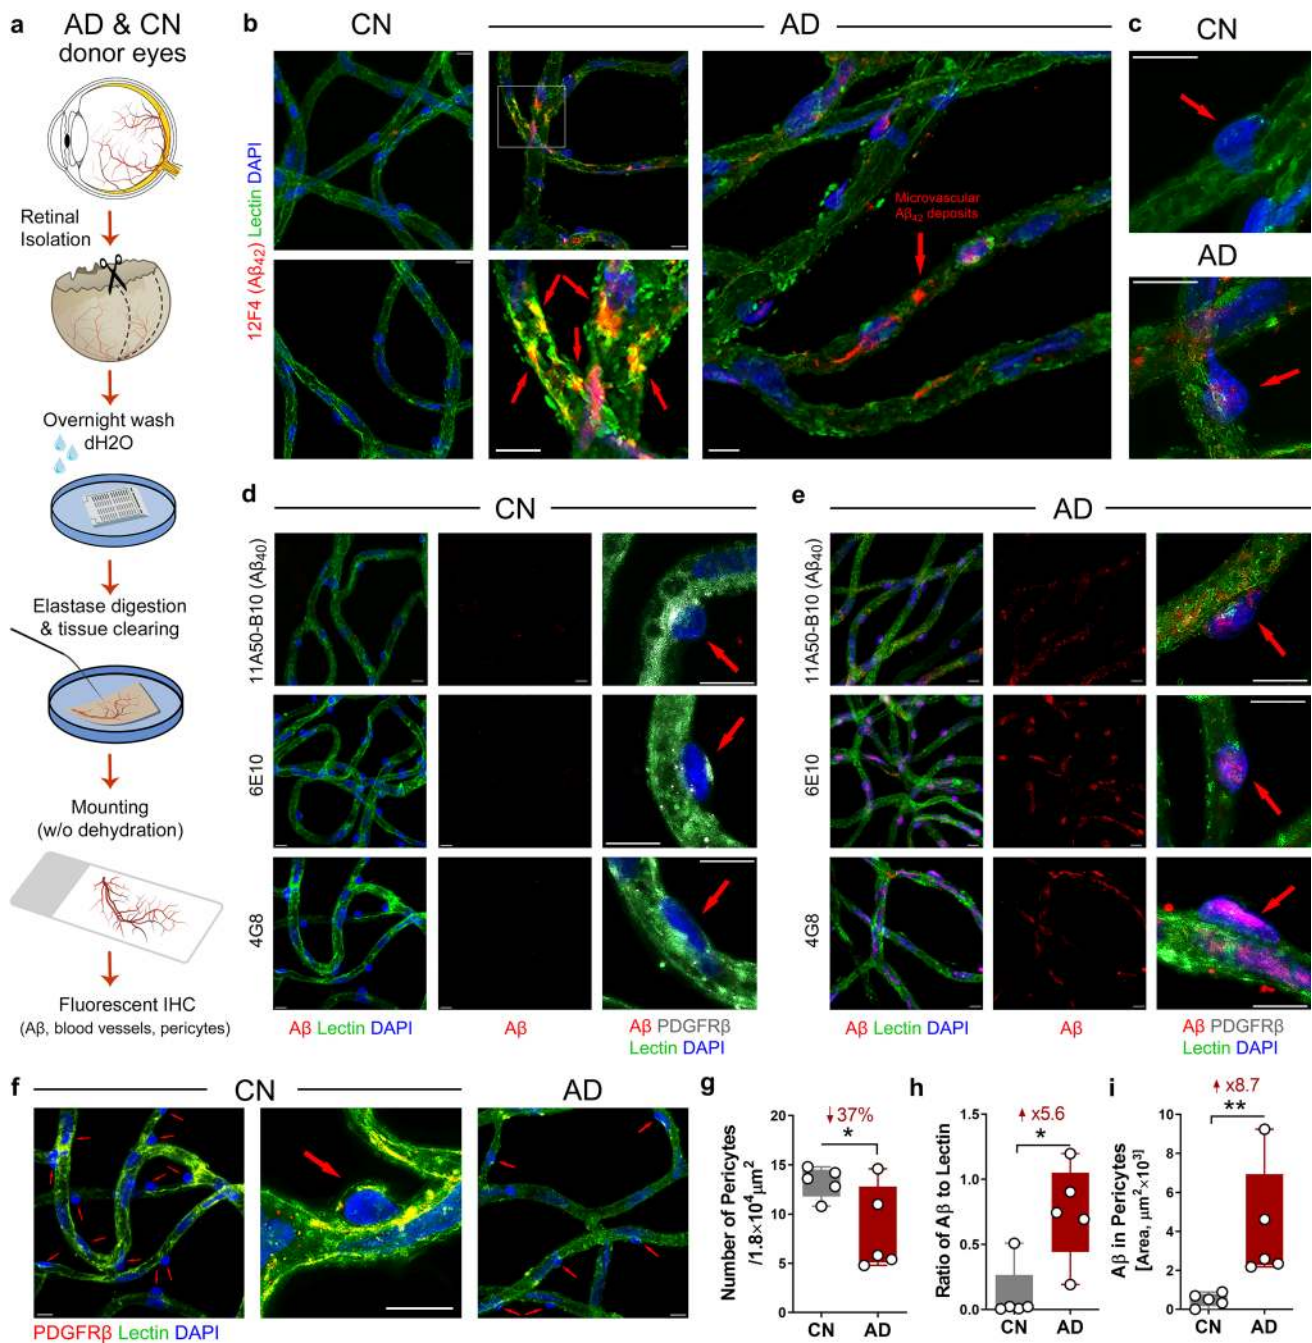 a
AD & CN
donor eyes
Retinal
Isolation
Overnight wash
dH2O
Elastase digestion
& tissue clearing
Mounting
(w/o dehydration)
Fluorescent IHC
(Aβ, blood vessels, pericytes)
b
CN
AD
12F4 (Aβ42) Lectin DAPI
Microvascular
Aβ42 deposits
c
CN
AD
d
CN
11A50-B10 (Aβ40)
6E10
4G8
Aβ Lectin DAPI
Aβ
Aβ PDGFRβ
Lectin DAPI
e
AD
11A50-B10 (Aβ40)
6E10
4G8
Aβ Lectin DAPI
Aβ
Aβ PDGFRβ
Lectin DAPI
f
CN
AD
PDGFRβ Lectin DAPI
g
↓37%
*
Number of Pericytes
/1.8×10⁴μm²
20
15
10
5
0
CN
AD
h
↑ x5.6
*
Ratio of Aβ to Lectin
1.5
1.0
0.5
0.0
CN
AD
i
↑ x8.7
**
Aβ in Pericytes
[Area, μm²×10³]
10
8
6
4
2
0
CN
AD